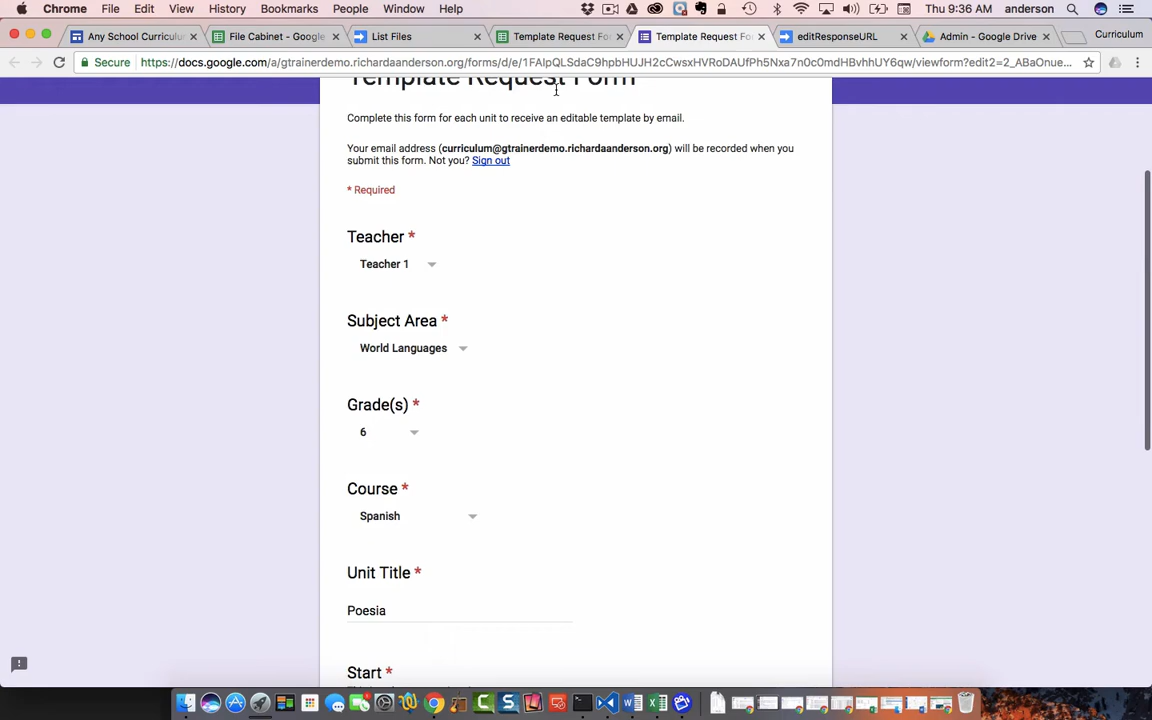 Chrome File Edit View History Bookmarks People Window Help Thu 9:36 AM anderson
Any School Curriculu File Cabinet - Google List Files Template Request Fo Template Request Fo editResponseURL Admin - Google Drive Curriculum
Secure https://docs.google.com/a/gtrainerdemo.richardaanderson.org/forms/d/e/1FAIpQLSdaC9hpbHUJH2cCwsxHVRoDAUfPh5Nxa7n0c0mdHBvhhUY6qw/viewform?edit2=2_ABaOnue...
Template Request Form
Complete this form for each unit to receive an editable template by email.
Your email address (curriculum@gtrainerdemo.richardaanderson.org) will be recorded when you
submit this form. Not you? Sign out
* Required
Teacher *
Teacher 1
Subject Area *
World Languages
Grade(s) *
6
Course *
Spanish
Unit Title *
Poesia
Start *